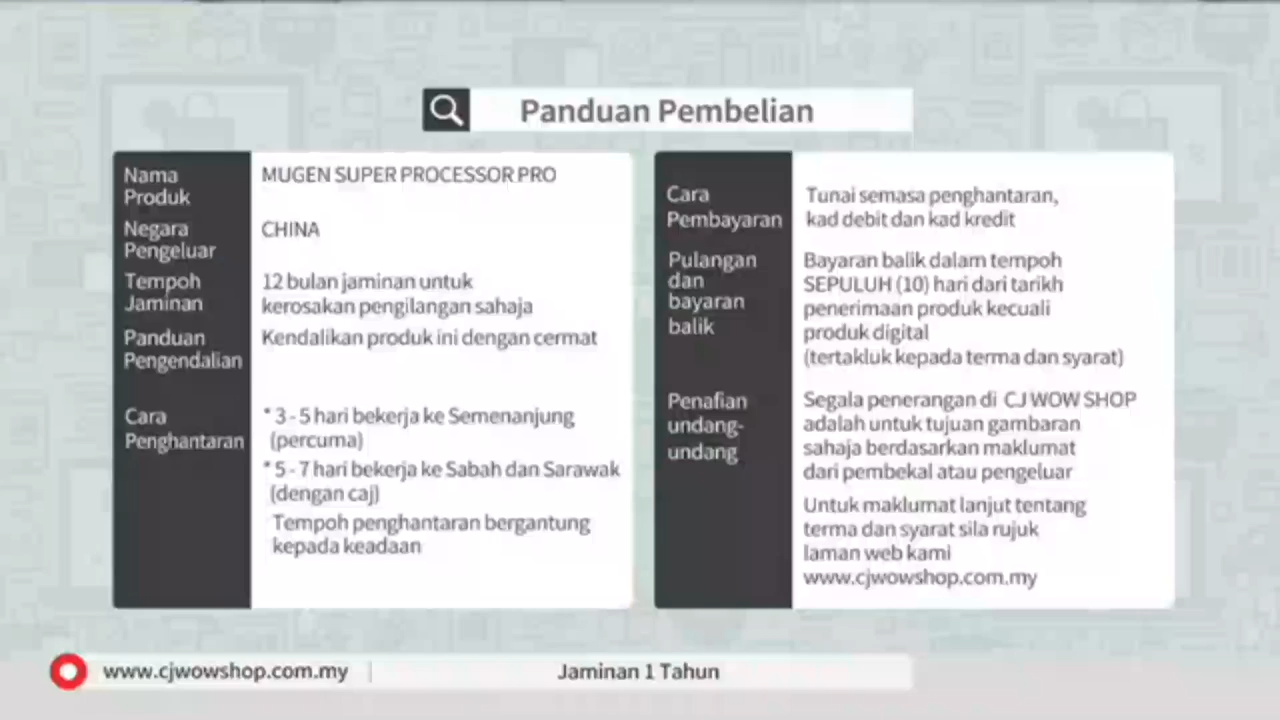 Panduan Pembelian
Nama
Produk
MUGEN SUPER PROCESSOR PRO
Negara
Pengeluar
CHINA
Tempoh
Jaminan
12 bulan jaminan untuk
kerosakan pengilangan sahaja
Panduan
Pengendalian
Kendalikan produk ini dengan cermat
Cara
Penghantaran
* 3 - 5 hari bekerja ke Semenanjung
(percuma)
* 5 - 7 hari bekerja ke Sabah dan Sarawak
(dengan caj)
Tempoh penghantaran bergantung
kepada keadaan
Cara
Pembayaran
Tunai semasa penghantaran,
kad debit dan kad kredit
Pulangan
dan
bayaran
balik
Bayaran balik dalam tempoh
SEPULUH (10) hari dari tarikh
penerimaan produk kecuali
produk digital
(tertakluk kepada terma dan syarat)
Penafian
undang-
undang
Segala penerangan di CJ WOW SHOP
adalah untuk tujuan gambaran
sahaja berdasarkan maklumat
dari pembekal atau pengeluar
Untuk maklumat lanjut tentang
terma dan syarat sila rujuk
laman web kami
www.cjwowshop.com.my
www.cjwowshop.com.my
Jaminan 1 Tahun